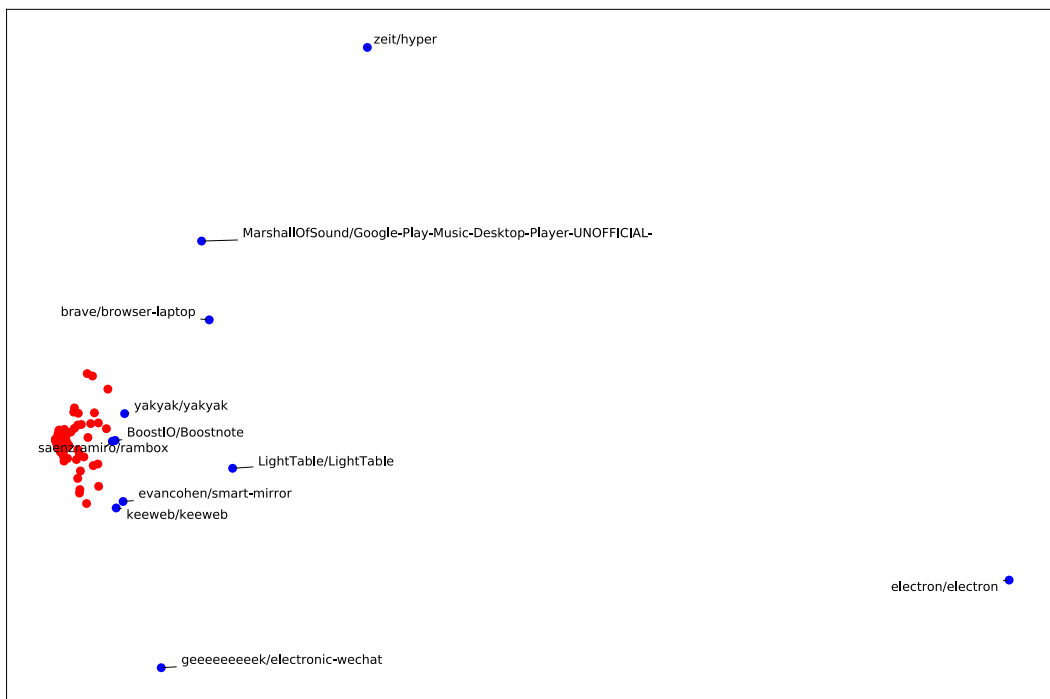 zeit/hyper
MarshallOfSound/Google-Play-Music-Desktop-Player-UNOFFICIAL-
brave/browser-laptop
yakyak/yakyak
BoostIO/Boostnote
saenzramiro/rambox
LightTable/LightTable
evancohen/smart-mirror
keeweb/keeweb
electron/electron
geeeeeeeeek/electronic-wechat